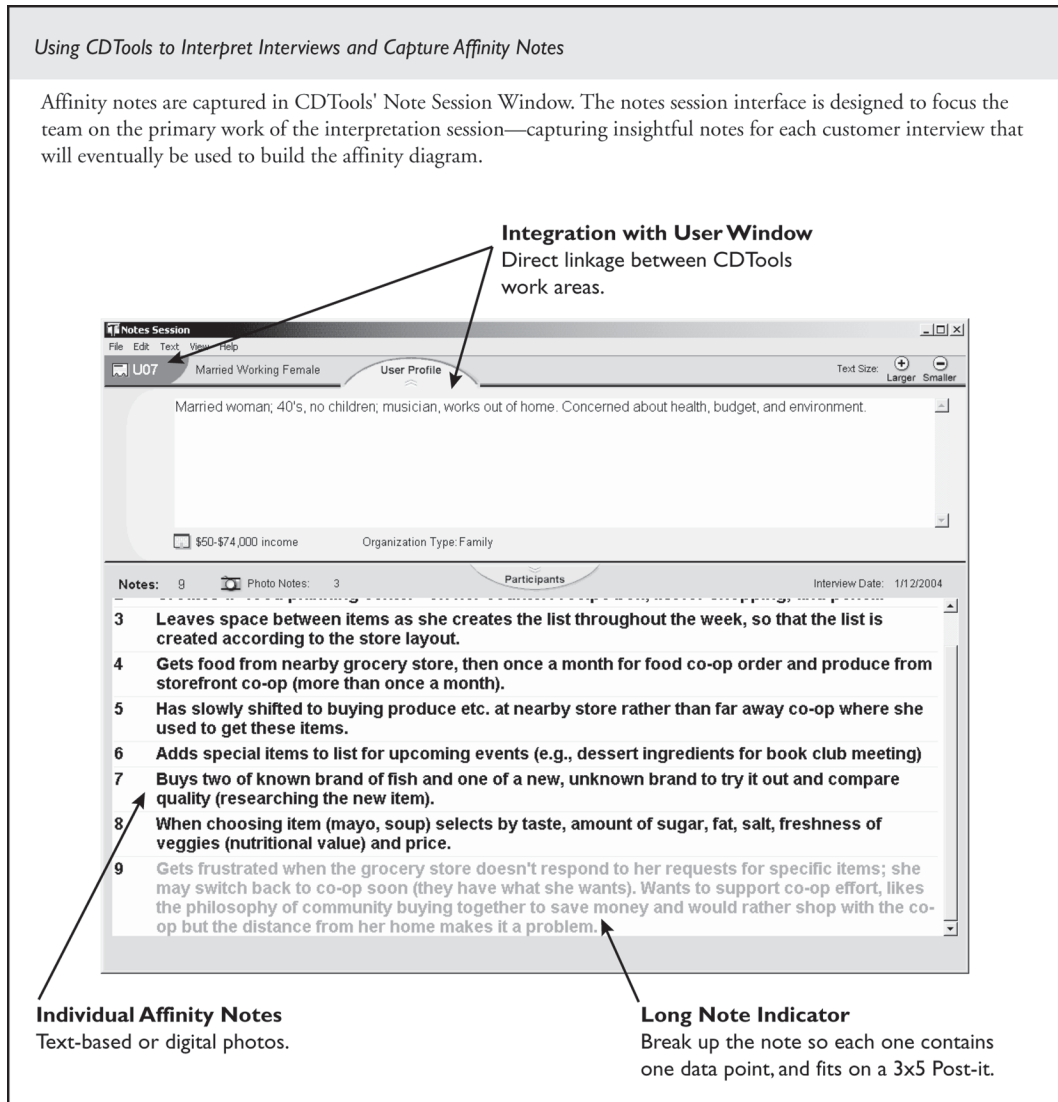 Using CDTools to Interpret Interviews and Capture Affinity Notes
Affinity notes are captured in CDTools' Note Session Window. The notes session interface is designed to focus the
team on the primary work of the interpretation session—capturing insightful notes for each customer interview that
will eventually be used to build the affinity diagram.
Integration with User Window
Direct linkage between CDTools
work areas.
Notes Session
File Edit Text View Help
U07 Married Working Female User Profile Text Size: Larger Smaller
Married woman; 40's, no children; musician, works out of home. Concerned about health, budget, and environment.
$50-$74,000 income Organization Type: Family
Notes: 9 Photo Notes: 3 Participants Interview Date: 1/12/2004
3 Leaves space between items as she creates the list throughout the week, so that the list is
created according to the store layout.
4 Gets food from nearby grocery store, then once a month for food co-op order and produce from
storefront co-op (more than once a month).
5 Has slowly shifted to buying produce etc. at nearby store rather than far away co-op where she
used to get these items.
6 Adds special items to list for upcoming events (e.g., dessert ingredients for book club meeting)
7 Buys two of known brand of fish and one of a new, unknown brand to try it out and compare
quality (researching the new item).
8 When choosing item (mayo, soup) selects by taste, amount of sugar, fat, salt, freshness of
veggies (nutritional value) and price.
9 Gets frustrated when the grocery store doesn't respond to her requests for specific items; she
may switch back to co-op soon (they have what she wants). Wants to support co-op effort, likes
the philosophy of community buying together to save money and would rather shop with the co-
op but the distance from her home makes it a problem.
Individual Affinity Notes
Text-based or digital photos.
Long Note Indicator
Break up the note so each one contains
one data point, and fits on a 3x5 Post-it.